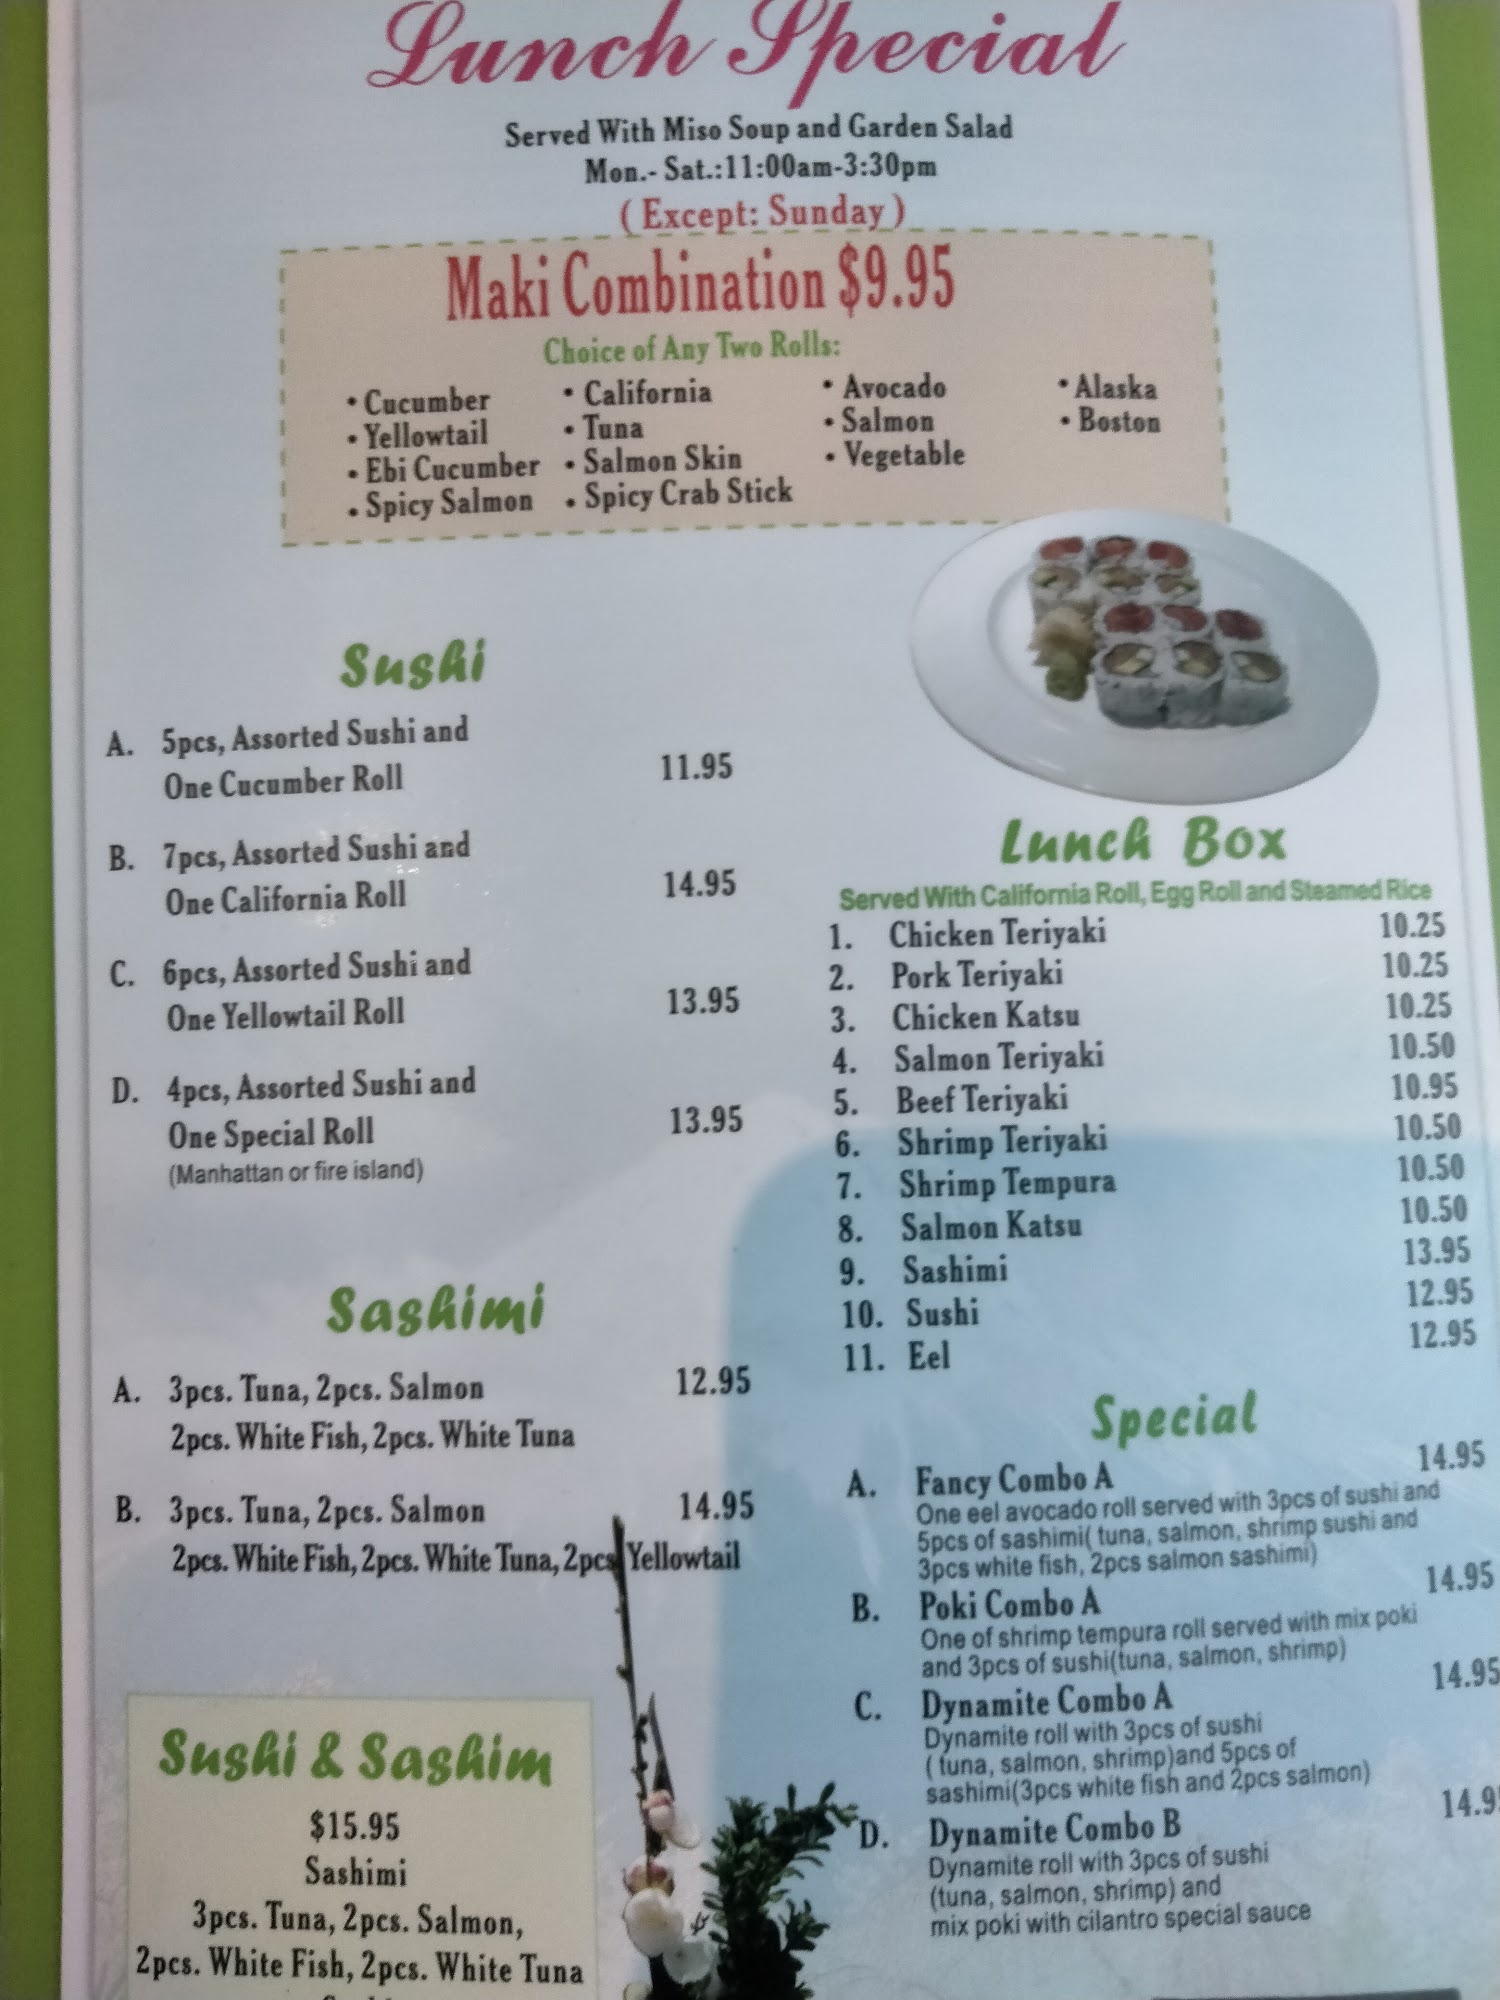 Lunch Special
Served With Miso Soup and Garden Salad
Mon.- Sat.:11:00am-3:30pm
( Except: Sunday )
Maki Combination $9.95
Choice of Any Two Rolls:
• Cucumber
• Yellowtail
• Ebi Cucumber
• Spicy Salmon
• California
• Tuna
• Salmon Skin
• Spicy Crab Stick
• Avocado
• Salmon
• Vegetable
• Alaska
• Boston
Sushi
A. 5pcs, Assorted Sushi and
One Cucumber Roll 11.95
B. 7pcs, Assorted Sushi and
One California Roll 14.95
C. 6pcs, Assorted Sushi and
One Yellowtail Roll 13.95
D. 4pcs, Assorted Sushi and
One Special Roll 13.95
(Manhattan or fire island)
Sashimi
A. 3pcs. Tuna, 2pcs. Salmon 12.95
2pcs. White Fish, 2pcs. White Tuna
B. 3pcs. Tuna, 2pcs. Salmon 14.95
2pcs. White Fish, 2pcs. White Tuna, 2pcs Yellowtail
Sushi & Sashim
$15.95
Sashimi
3pcs. Tuna, 2pcs. Salmon,
2pcs. White Fish, 2pcs. White Tuna
Lunch Box
Served With California Roll, Egg Roll and Steamed Rice
1. Chicken Teriyaki 10.25
2. Pork Teriyaki 10.25
3. Chicken Katsu 10.25
4. Salmon Teriyaki 10.50
5. Beef Teriyaki 10.95
6. Shrimp Teriyaki 10.50
7. Shrimp Tempura 10.50
8. Salmon Katsu 10.50
9. Sashimi 13.95
10. Sushi 12.95
11. Eel 12.95
Special
A. Fancy Combo A 14.95
One eel avocado roll served with 3pcs of sushi and
5pcs of sashimi( tuna, salmon, shrimp sushi and
3pcs white fish, 2pcs salmon sashimi)
B. Poki Combo A 14.95
One of shrimp tempura roll served with mix poki
and 3pcs of sushi(tuna, salmon, shrimp)
C. Dynamite Combo A 14.95
Dynamite roll with 3pcs of sushi
( tuna, salmon, shrimp)and 5pcs of
sashimi(3pcs white fish and 2pcs salmon)
D. Dynamite Combo B 14.9
Dynamite roll with 3pcs of sushi
(tuna, salmon, shrimp) and
mix poki with cilantro special sauce